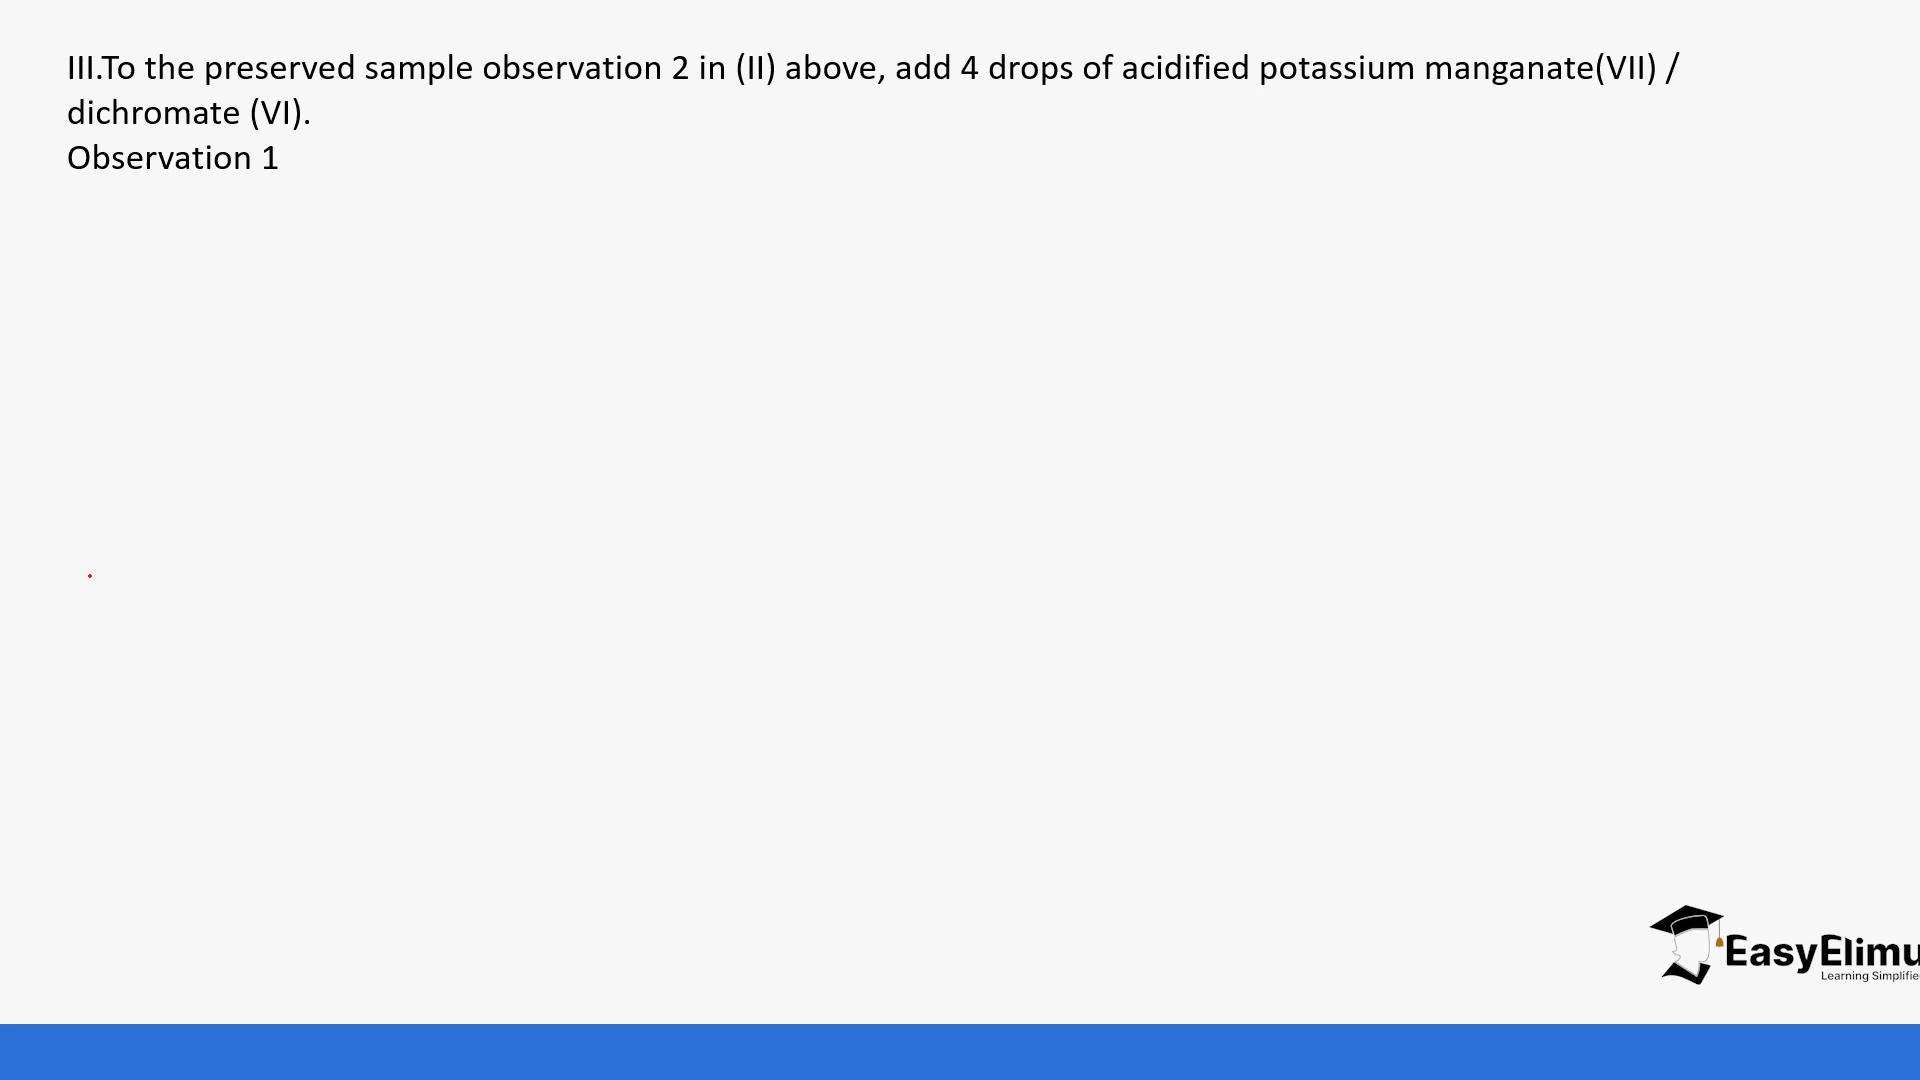 III.To the preserved sample observation 2 in (II) above, add 4 drops of acidified potassium manganate(VII) /
dichromate (VI).
Observation 1
EasyElimu
Learning Simplifie